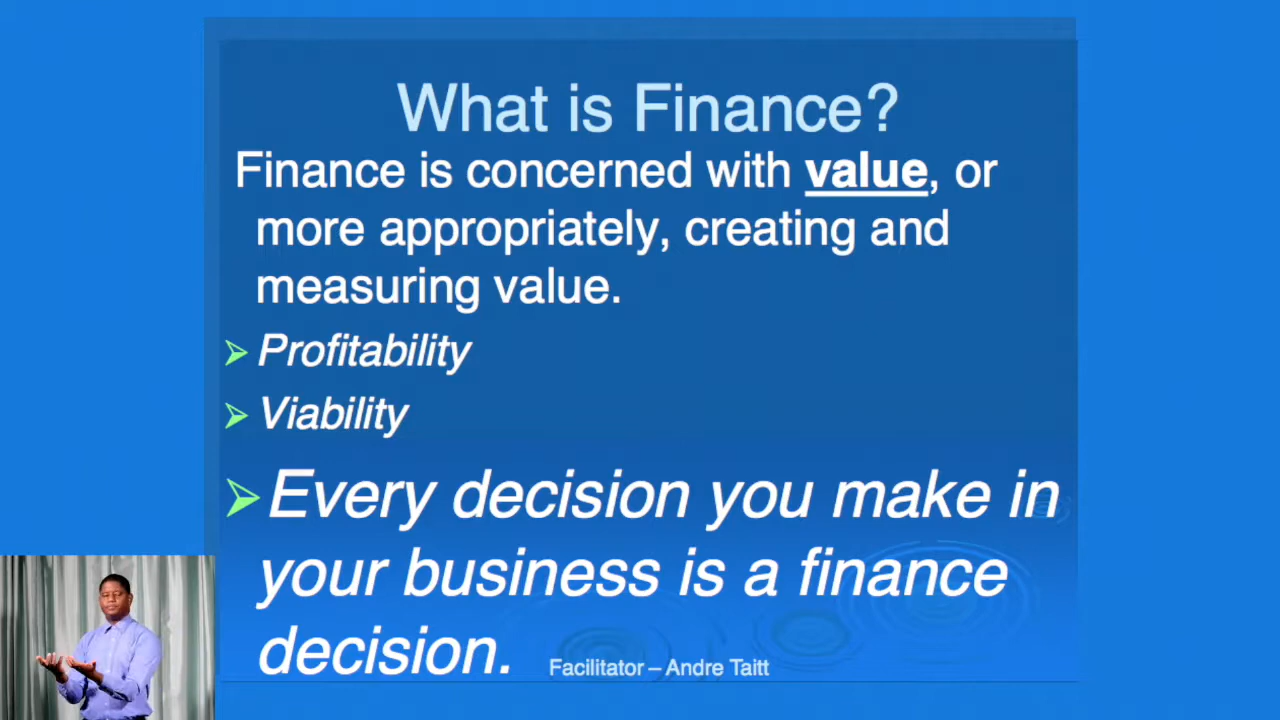 What is Finance?
Finance is concerned with value, or
more appropriately, creating and
measuring value.
Profitability
Viability
Every decision you make in
your business is a finance
decision.
Facilitator – Andre Taitt